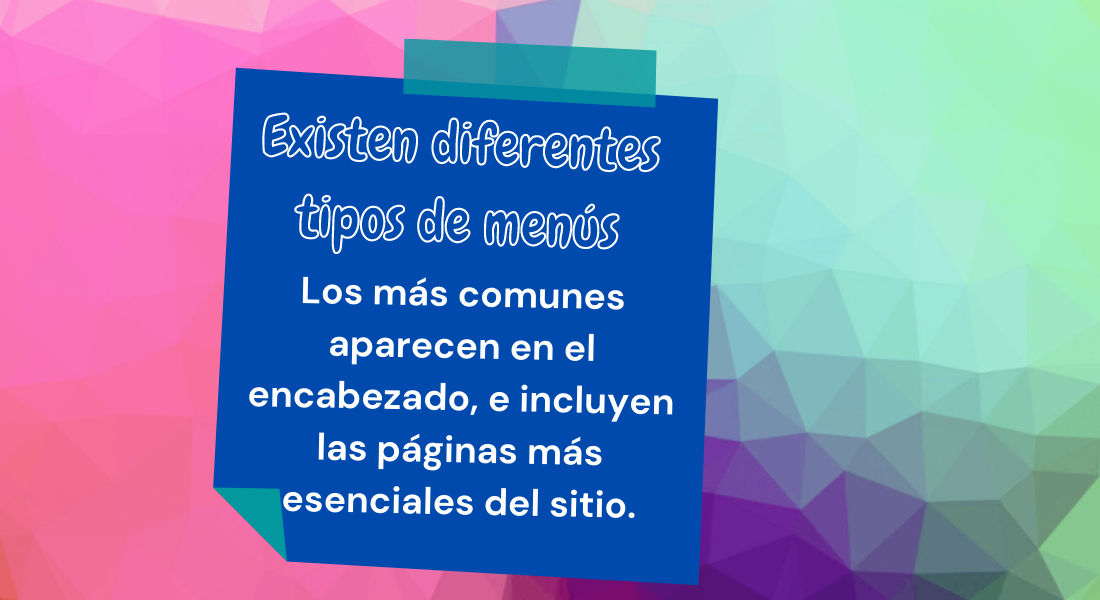 Existen diferentes
tipos de menús
Los más comunes
aparecen en el
encabezado, e incluyen
las páginas más
esenciales del sitio.